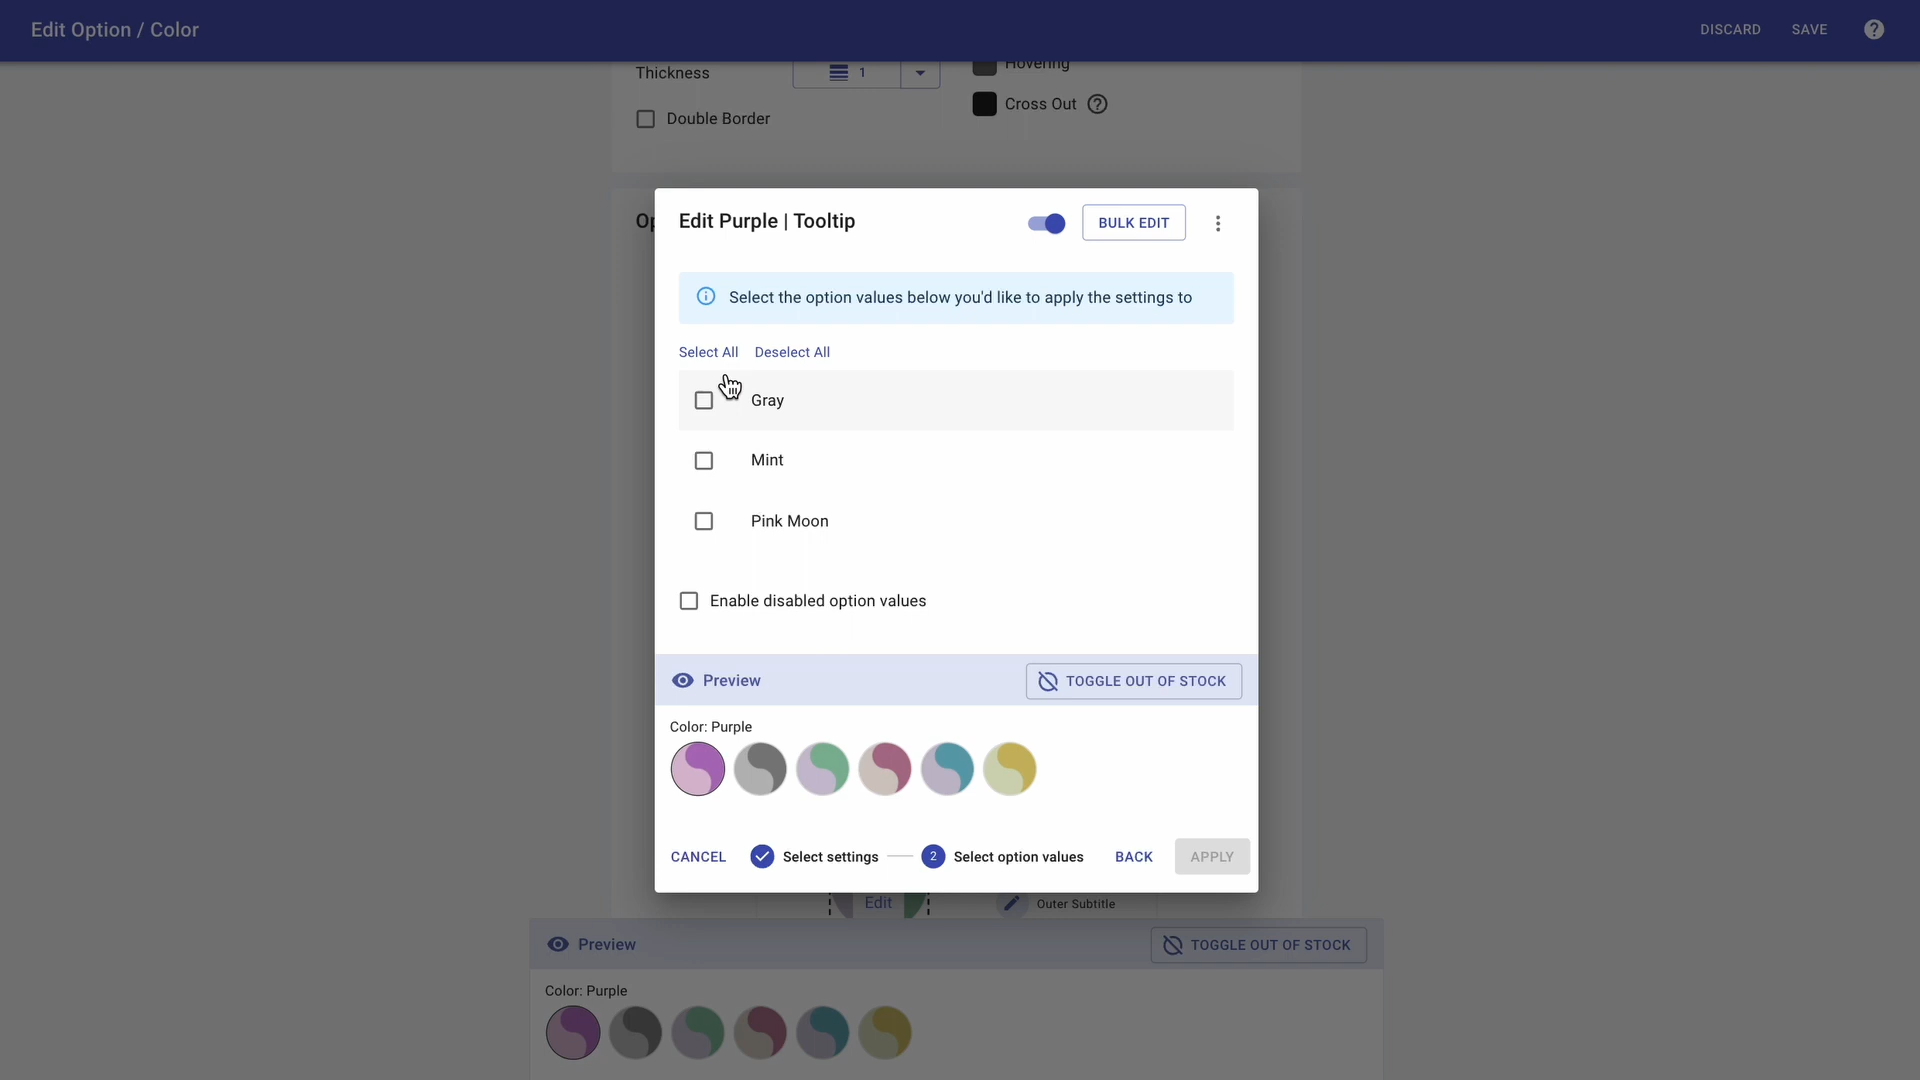 Edit Option / Color
DISCARD
SAVE
Thickness
1
Hovering
Double Border
Cross Out
Op
Edit Purple | Tooltip
BULK EDIT
Select the option values below you'd like to apply the settings to
Select All
Deselect All
Gray
Mint
Pink Moon
Enable disabled option values
Preview
TOGGLE OUT OF STOCK
Color: Purple
CANCEL
Select settings
2
Select option values
BACK
APPLY
Edit
Outer Subtitle
Preview
TOGGLE OUT OF STOCK
Color: Purple